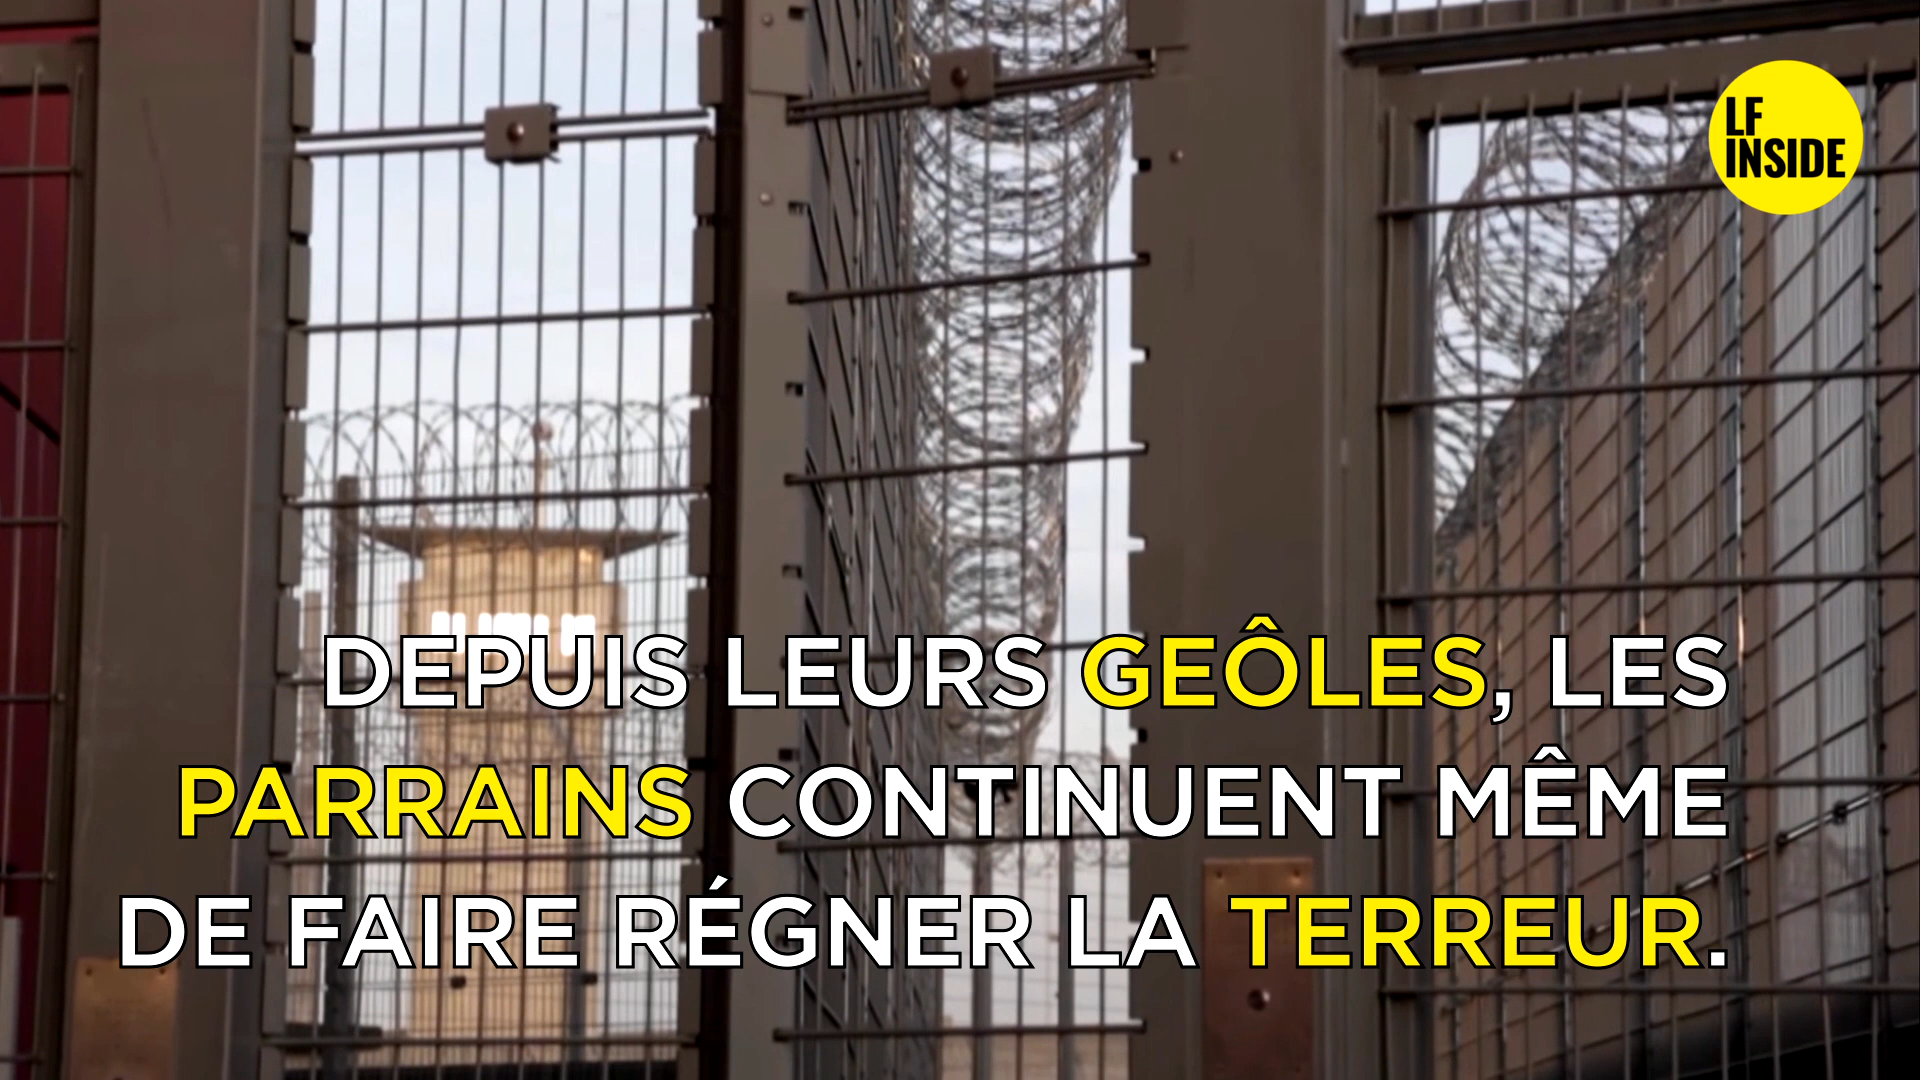 LF
INSIDE
DEPUIS LEURS GEÔLES, LES
PARRAINS CONTINUENT MÊME
DE FAIRE RÉGNER LA TERREUR.